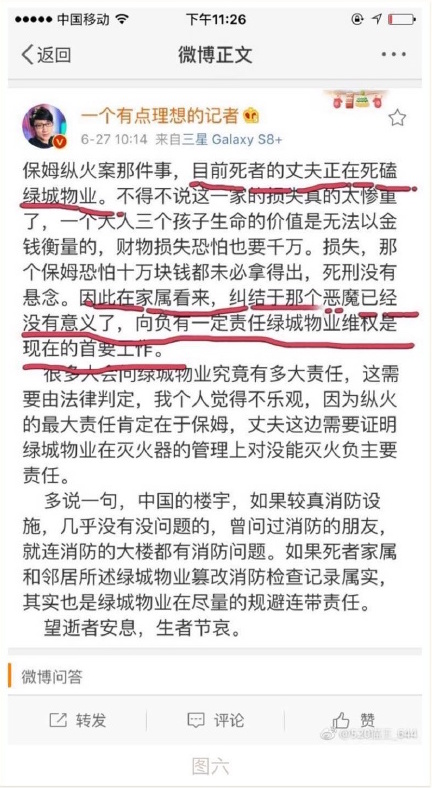 中国移动 下午11:26
返回 微博正文
一个有点理想的记者
6-27 10:14 来自三星 Galaxy S8+
保姆纵火案那件事，目前死者的丈夫正在死磕
绿城物业。不得不说这一家的损失真的太惨重
了，一个大人三个孩子生命的价值是无法以金
钱衡量的，财物损失恐怕也要千万。损失，那
个保姆恐怕十万块钱都未必拿得出，死刑没有
悬念。因此在家属看来，纠结于那个恶魔已经
没有意义了，向负有一定责任绿城物业维权是
现在的首要工作。
很多人会问绿城物业究竟有多大责任，这需
要由法律判定，我个人觉得不乐观，因为纵火
的最大责任肯定在于保姆，丈夫这边需要证明
绿城物业在灭火器的管理上对没能灭火负主要
责任。
多说一句，中国的楼宇，如果较真消防设
施，几乎没有没问题的，曾问过消防的朋友，
就连消防的大楼都有消防问题。如果死者家属
和邻居所述绿城物业篡改消防检查记录属实，
其实也是绿城物业在尽量的规避连带责任。
望逝者安息，生者节哀。
微博问答
转发 评论 赞
图六